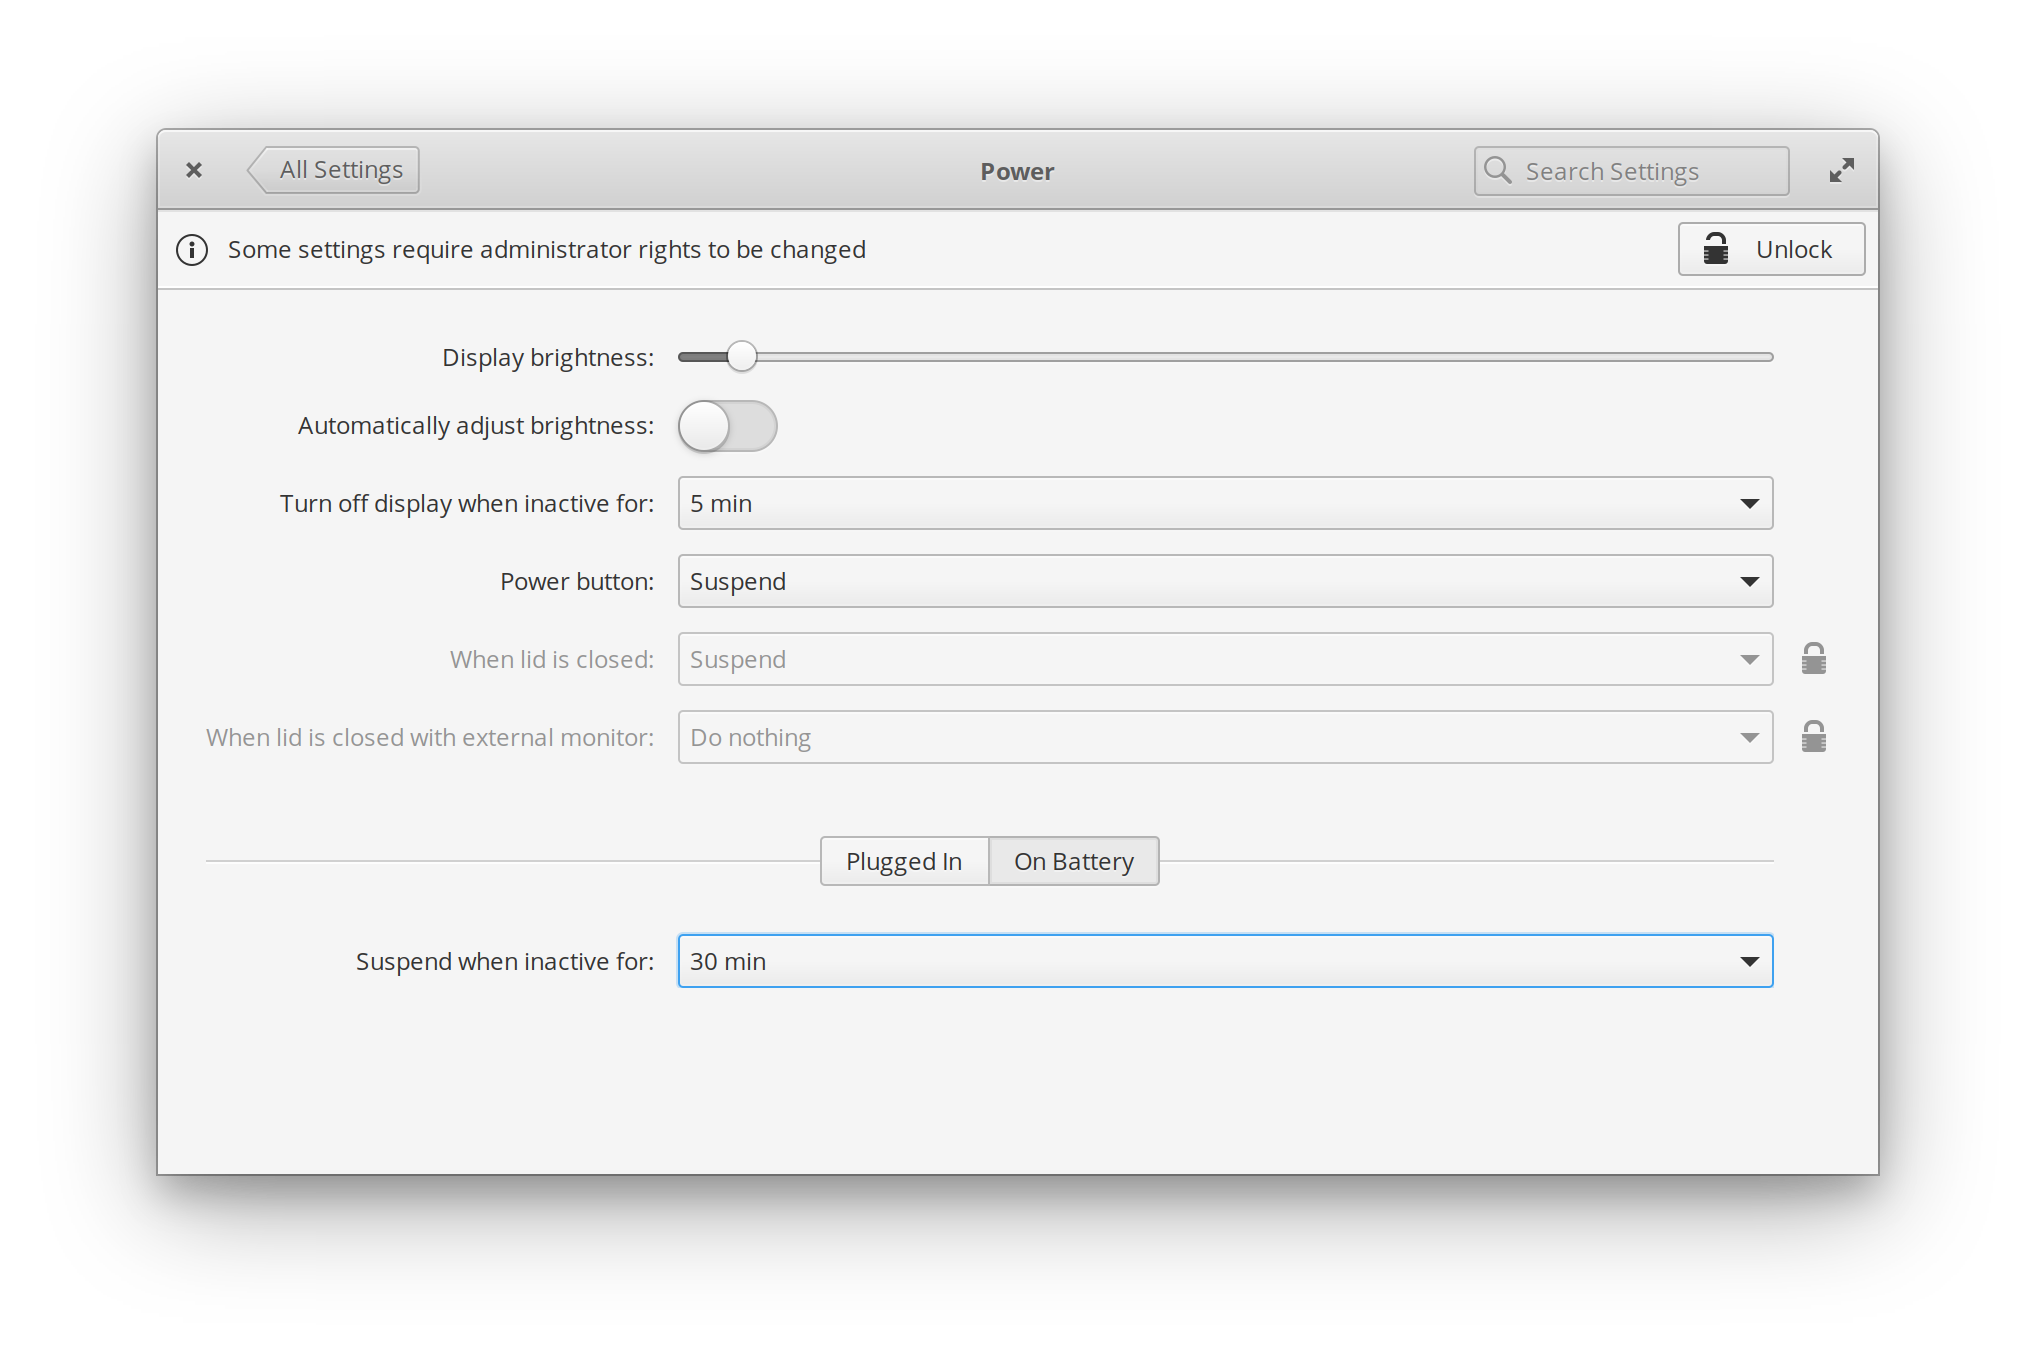 All Settings
Power
Search Settings
Some settings require administrator rights to be changed
Unlock
Display brightness:
Automatically adjust brightness:
Turn off display when inactive for: 5 min
Power button: Suspend
When lid is closed: Suspend
When lid is closed with external monitor: Do nothing
Plugged In
On Battery
Suspend when inactive for: 30 min